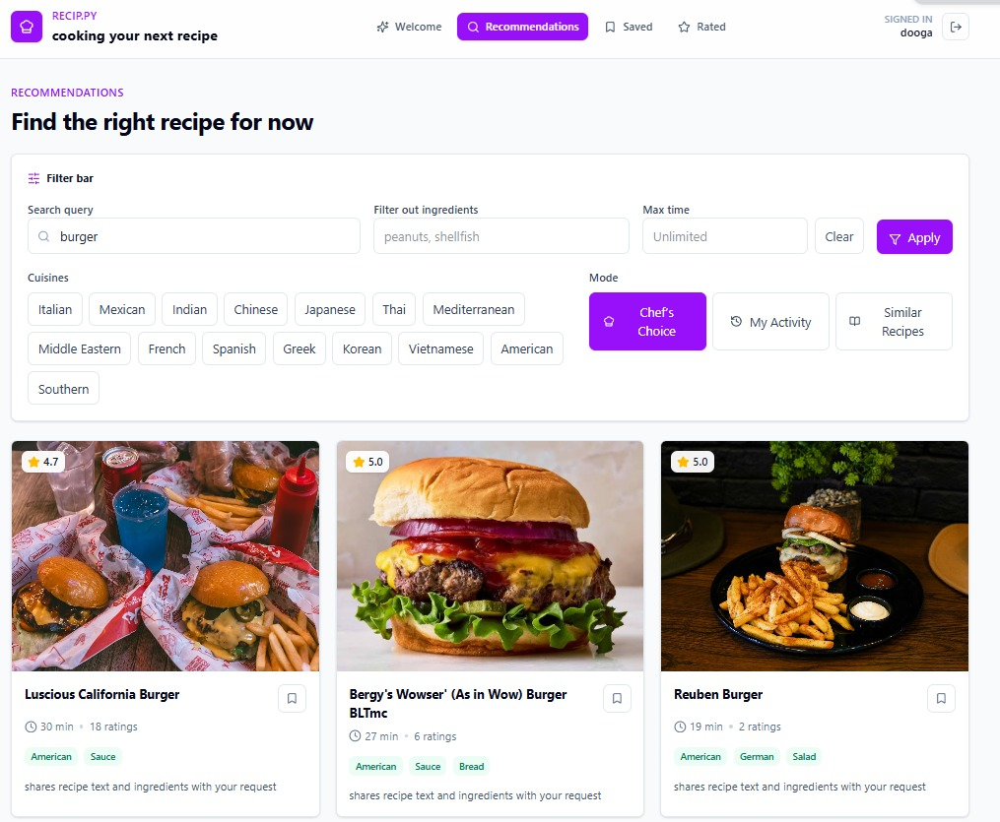 RECIP.PY
cooking your next recipe
Welcome
Recommendations
Saved
Rated
SIGNED IN
dooga
RECOMMENDATIONS
Find the right recipe for now
Filter bar
Search query
Filter out ingredients
Max time
burger
peanuts, shellfish
Unlimited
Clear
Apply
Cuisines
Mode
Italian
Mexican
Indian
Chinese
Japanese
Thai
Mediterranean
Middle Eastern
French
Spanish
Greek
Korean
Vietnamese
American
Southern
Chef's
Choice
My Activity
Similar
Recipes
4.7
5.0
5.0
Luscious California Burger
30 min • 18 ratings
American Sauce
shares recipe text and ingredients with your request
Bergy's Wowser' (As in Wow) Burger
BLTmc
27 min • 6 ratings
American Sauce Bread
shares recipe text and ingredients with your request
Reuben Burger
19 min • 2 ratings
American German Salad
shares recipe text and ingredients with your request